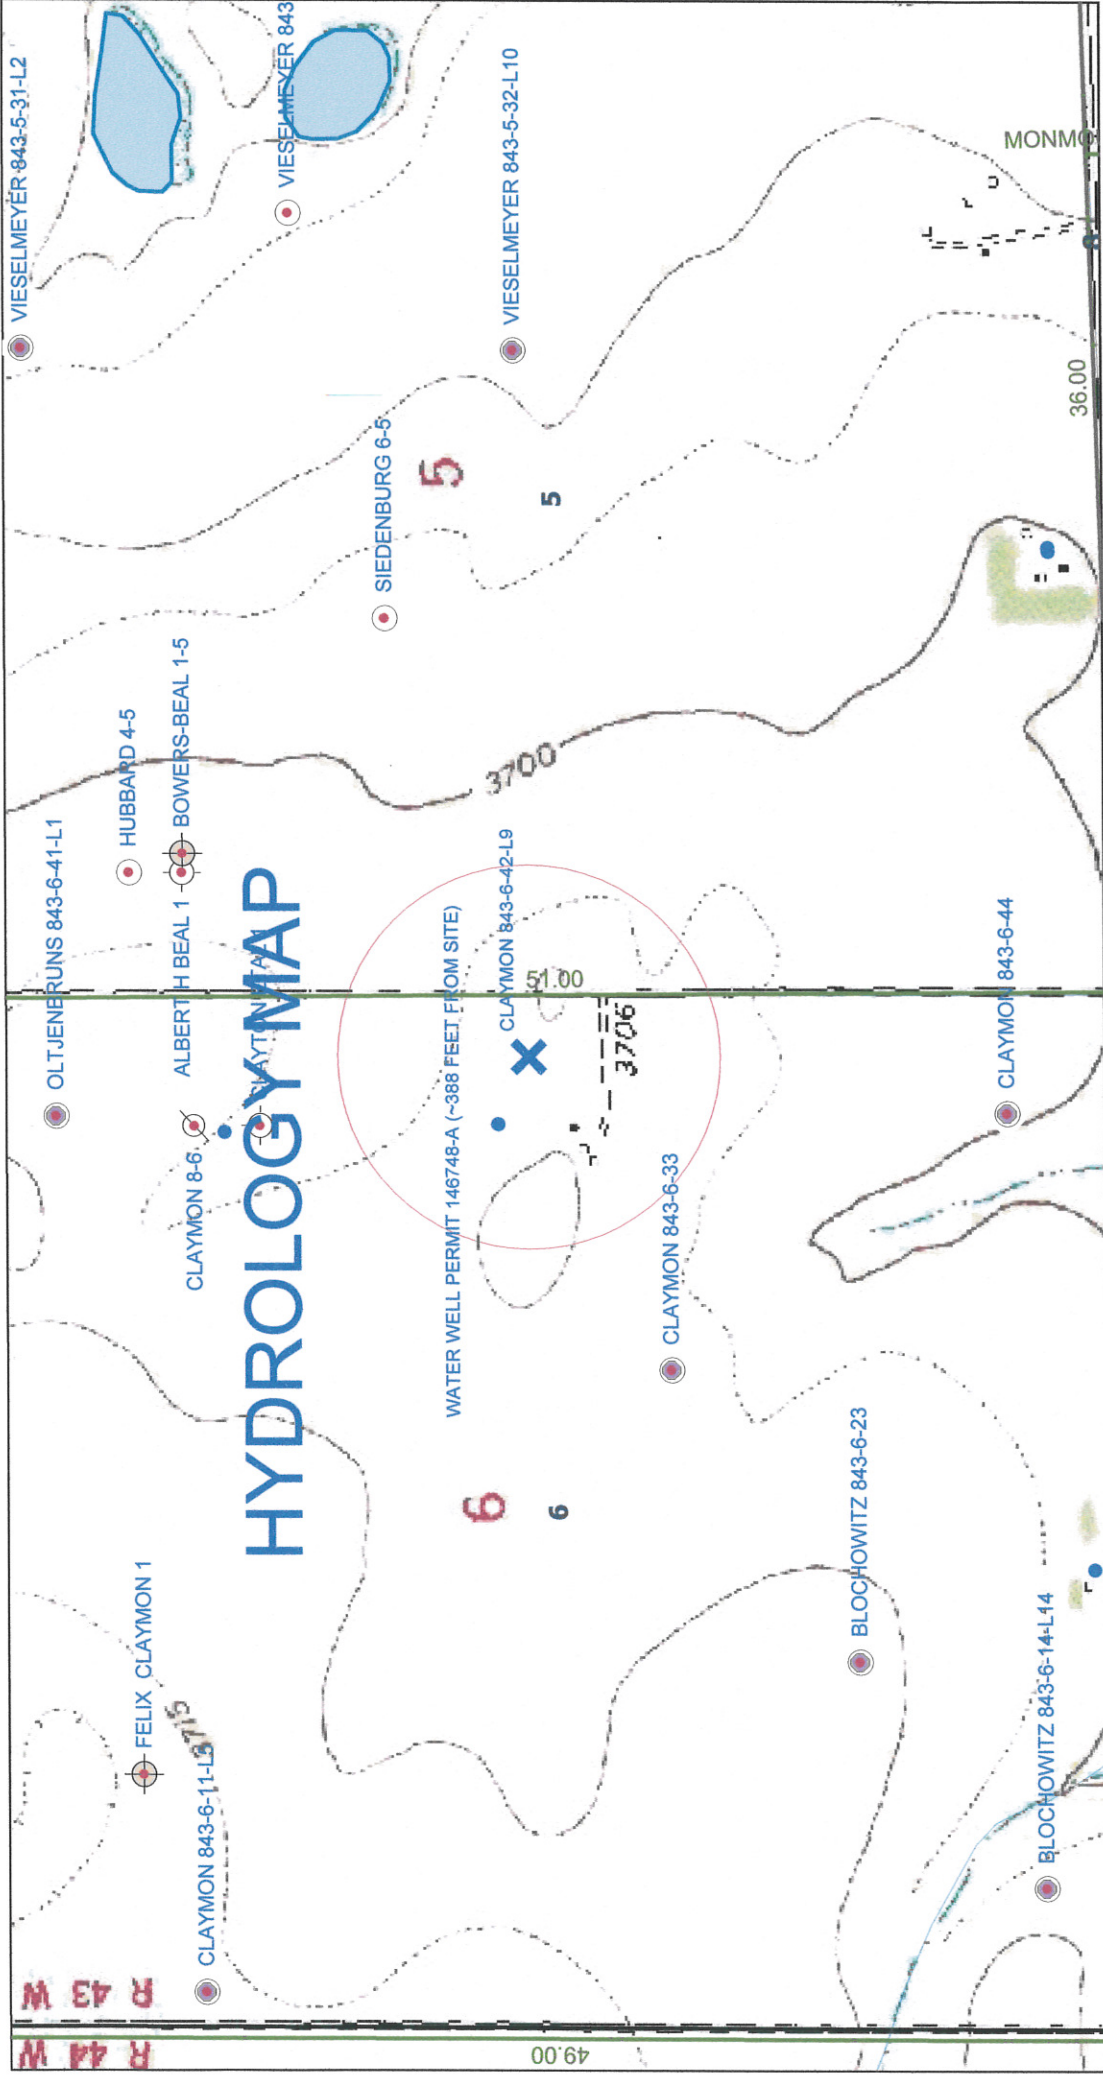 HYDROLOGY MAP
R 44 W
R 43 W
49.00
CLAYMON 843-6-11-L5
FELIX CLAYMON 1
3715
BLOCHOWITZ 843-6-14-L14
BLOCHOWITZ 843-6-23
6
6
CLAYMON 843-6-33
CLAYMON 8-6
WATER WELL PERMIT 146748-A (~388 FEET FROM SITE)
CLAYMON 843-6-42-L9
3706
51.00
CLAYMON 843-6-44
OLTJENBRUNS 843-6-41-L1
ALBERT H BEAL 1
HUBBARD 4-5
BOWERS-BEAL 1-5
3700
SIEDENBURG 6-5
5
5
VIESELMEYER 843-5-31-L2
VIESELMEYER 843
VIESELMEYER 843-5-32-L10
36.00
8